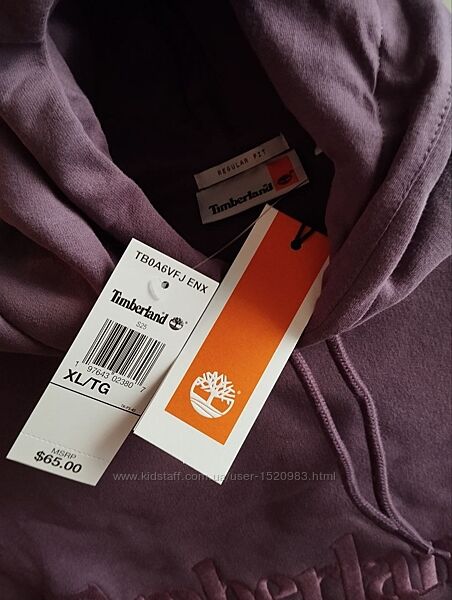 REGULAR FIT
Timberland
TB0A6VFJ ENX
Timberland
S25
1 97643 02380 7
XL/TG
MSRP
$65.00
www.kidstaff.com.ua/user-1520983.html
Timberland